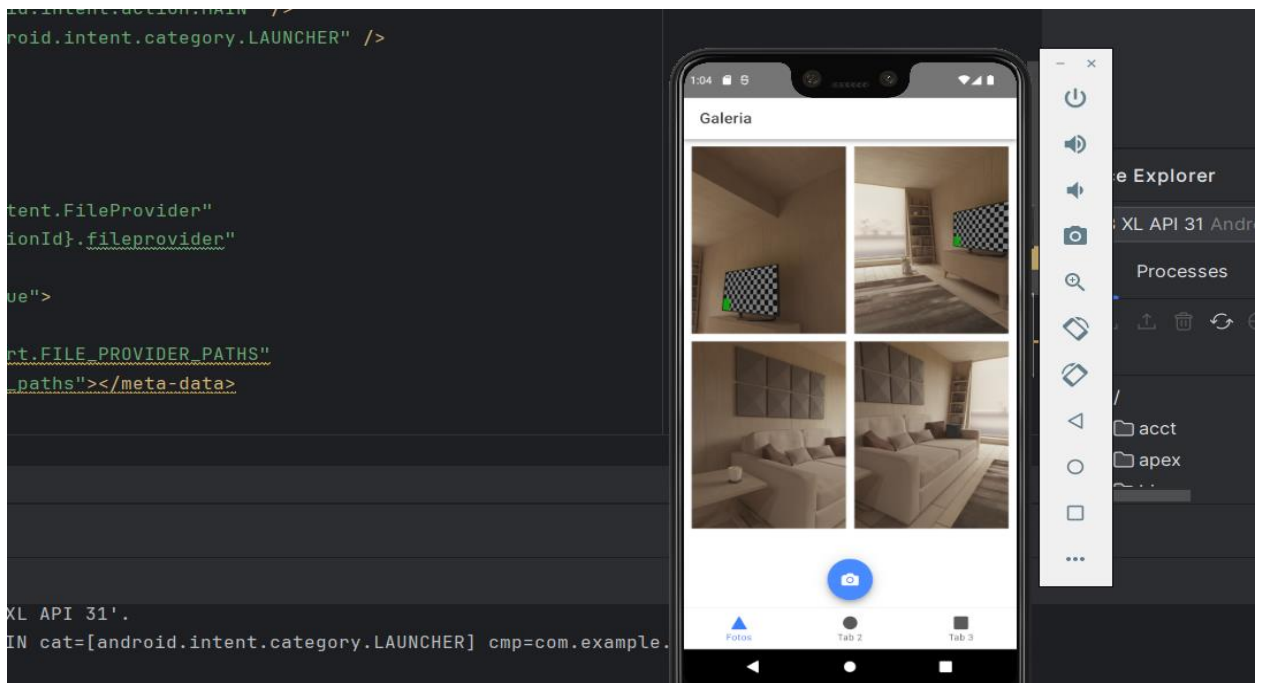 roid.intent.category.LAUNCHER" />
tent.FileProvider"
ionId}.fileprovider"
ue">
rt.FILE_PROVIDER_PATHS"
_paths"></meta-data>
XL API 31'.
IN cat=[android.intent.category.LAUNCHER] cmp=com.example.
1:04
Galeria
Fotos
Tab 2
Tab 3
e Explorer
XL API 31 Andr
Processes
/
acct
apex